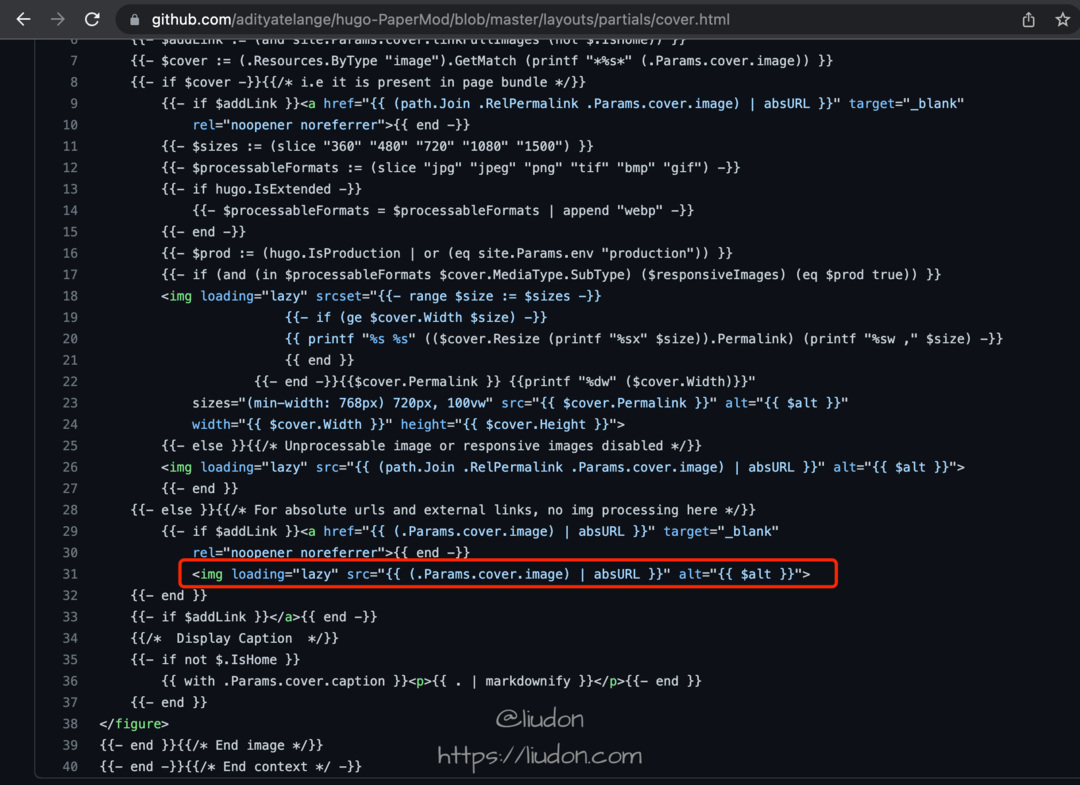 github.com/adityatelange/hugo-PaperMod/blob/master/layouts/partials/cover.html
6 {{- $addLink := (and site.Params.cover.linkFullImages (not $.IsHome)) }}
7 {{- $cover := (.Resources.ByType "image").GetMatch (printf "*%s*" (.Params.cover.image)) }}
8 {{- if $cover -}}{{/* i.e it is present in page bundle */}}
9 {{- if $addLink }}<a href="{{ (path.Join .RelPermalink .Params.cover.image) | absURL }}" target="_blank"
10 rel="noopener noreferrer">{{ end -}}
11 {{- $sizes := (slice "360" "480" "720" "1080" "1500") }}
12 {{- $processableFormats := (slice "jpg" "jpeg" "png" "tif" "bmp" "gif") -}}
13 {{- if hugo.IsExtended -}}
14 {{- $processableFormats = $processableFormats | append "webp" -}}
15 {{- end -}}
16 {{- $prod := (hugo.IsProduction | or (eq site.Params.env "production")) }}
17 {{- if (and (in $processableFormats $cover.MediaType.SubType) ($responsiveImages) (eq $prod true)) }}
18 <img loading="lazy" srcset="{{- range $size := $sizes -}}
19 {{- if (ge $cover.Width $size) -}}
20 {{ printf "%s %s" (($cover.Resize (printf "%sx" $size)).Permalink) (printf "%sw ," $size) -}}
21 {{ end }}
22 {{- end -}}{{$cover.Permalink }} {{printf "%dw" ($cover.Width)}}"
23 sizes="(min-width: 768px) 720px, 100vw" src="{{ $cover.Permalink }}" alt="{{ $alt }}"
24 width="{{ $cover.Width }}" height="{{ $cover.Height }}">
25 {{- else }}{{/* Unprocessable image or responsive images disabled */}}
26 <img loading="lazy" src="{{ (path.Join .RelPermalink .Params.cover.image) | absURL }}" alt="{{ $alt }}">
27 {{- end }}
28 {{- else }}{{/* For absolute urls and external links, no img processing here */}}
29 {{- if $addLink }}<a href="{{ (.Params.cover.image) | absURL }}" target="_blank"
30 rel="noopener noreferrer">{{ end -}}
31 <img loading="lazy" src="{{ (.Params.cover.image) | absURL }}" alt="{{ $alt }}">
32 {{- end }}
33 {{- if $addLink }}</a>{{ end -}}
34 {{/*  Display Caption  */}}
35 {{- if not $.IsHome }}
36 {{ with .Params.cover.caption }}<p>{{ . | markdownify }}</p>{{- end }}
37 {{- end }}
38 </figure>
39 {{- end }}{{/* End image */}}
40 {{- end -}}{{/* End context */ -}}
@liudon
https://liudon.com